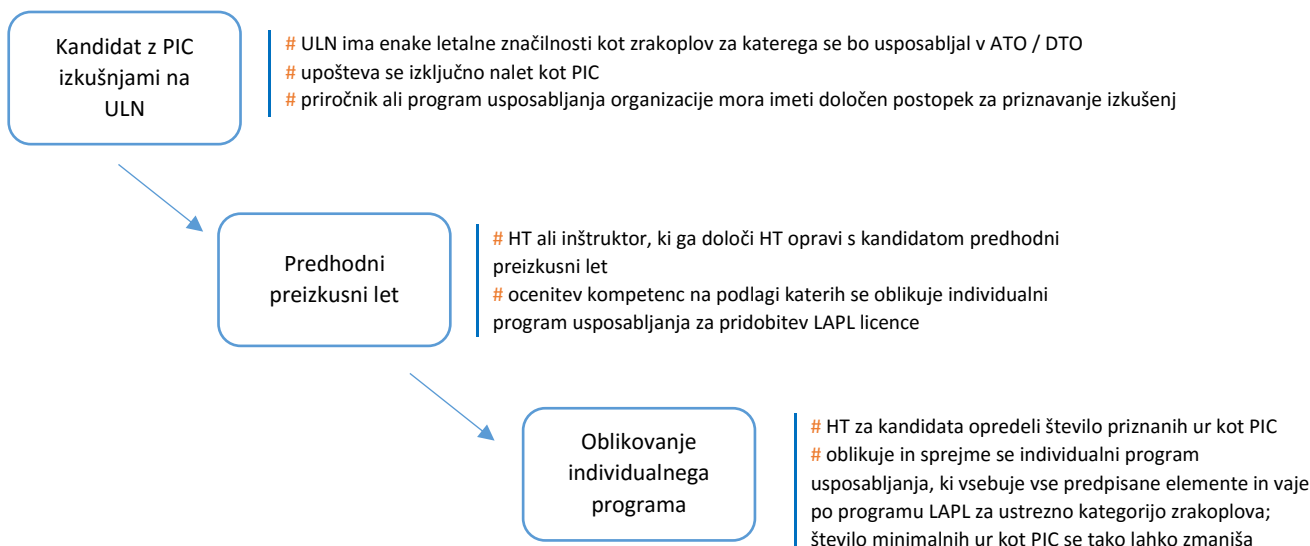 Kandidat z PIC
izkušnjami na
ULN
# ULN ima enake letalne značilnosti kot zrakoplov za katerega se bo usposabljal v ATO / DTO
# upošteva se izključno nalet kot PIC
# priročnik ali program usposabljanja organizacije mora imeti določen postopek za priznavanje izkušenj
Predhodni
preizkusni let
# HT ali inštruktor, ki ga določi HT opravi s kandidatom predhodni
preizkusni let
# ocenitev kompetenc na podlagi katerih se oblikuje individualni
program usposabljanja za pridobitev LAPL licence
Oblikovanje
individualnega
programa
# HT za kandidata opredeli število priznanih ur kot PIC
# oblikuje in sprejme se individualni program
usposabljanja, ki vsebuje vse predpisane elemente in vaje
po programu LAPL za ustrezno kategorijo zrakoplova;
število minimalnih ur kot PIC se tako lahko zmanjša